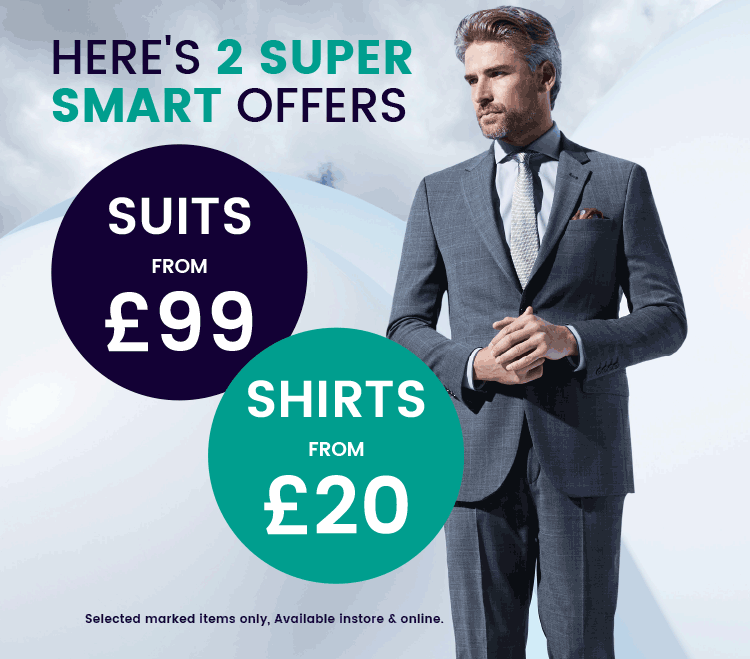 HERE'S 2 SUPER
SMART OFFERS
SUITS
FROM
£99
SHIRTS
FROM
£20
Selected marked items only, Available instore & online.